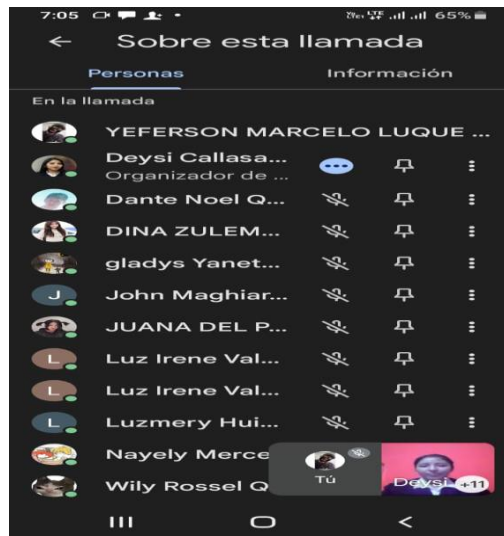 7:05 65%
Sobre esta llamada
Personas Información
En la llamada
YEFERSON MARCELO LUQUE ...
Deysi Callasa...
Organizador de ...
Dante Noel Q...
DINA ZULEM...
gladys Yanet...
J John Maghiar...
JUANA DEL P...
L Luz Irene Val...
L Luz Irene Val...
L Luzmery Hui...
Nayely Merce
Wily Rossel Q
Tú
Deysi +11